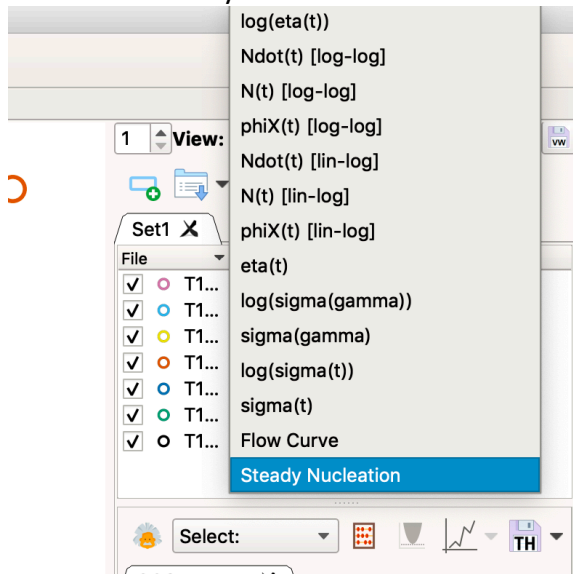 log(eta(t))
Ndot(t) [log-log]
N(t) [log-log]
phiX(t) [log-log]
Ndot(t) [lin-log]
N(t) [lin-log]
phiX(t) [lin-log]
eta(t)
log(sigma(gamma))
sigma(gamma)
log(sigma(t))
sigma(t)
Flow Curve
Steady Nucleation
1 View:
VW
Set1
File
T1...
T1...
T1...
T1...
T1...
T1...
T1...
Select:
TH